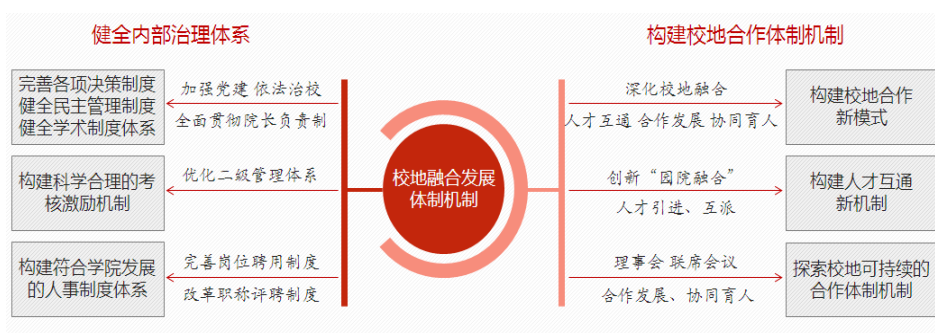 健全内部治理体系
构建校地合作体制机制
完善各项决策制度
健全民主管理制度
健全学术制度体系
加强党建 依法治校
全面贯彻院长负责制
构建科学合理的考
核激励机制
优化二级管理体系
构建符合学院发展
的人事制度体系
完善岗位聘用制度
改革职称评聘制度
校地融合发展
体制机制
深化校地融合
人才互通 合作发展 协同育人
构建校地合作
新模式
创新“园院融合”
人才引进、互派
构建人才互通
新机制
理事会 联席会议
合作发展、协同育人
探索校地可持续的
合作体制机制